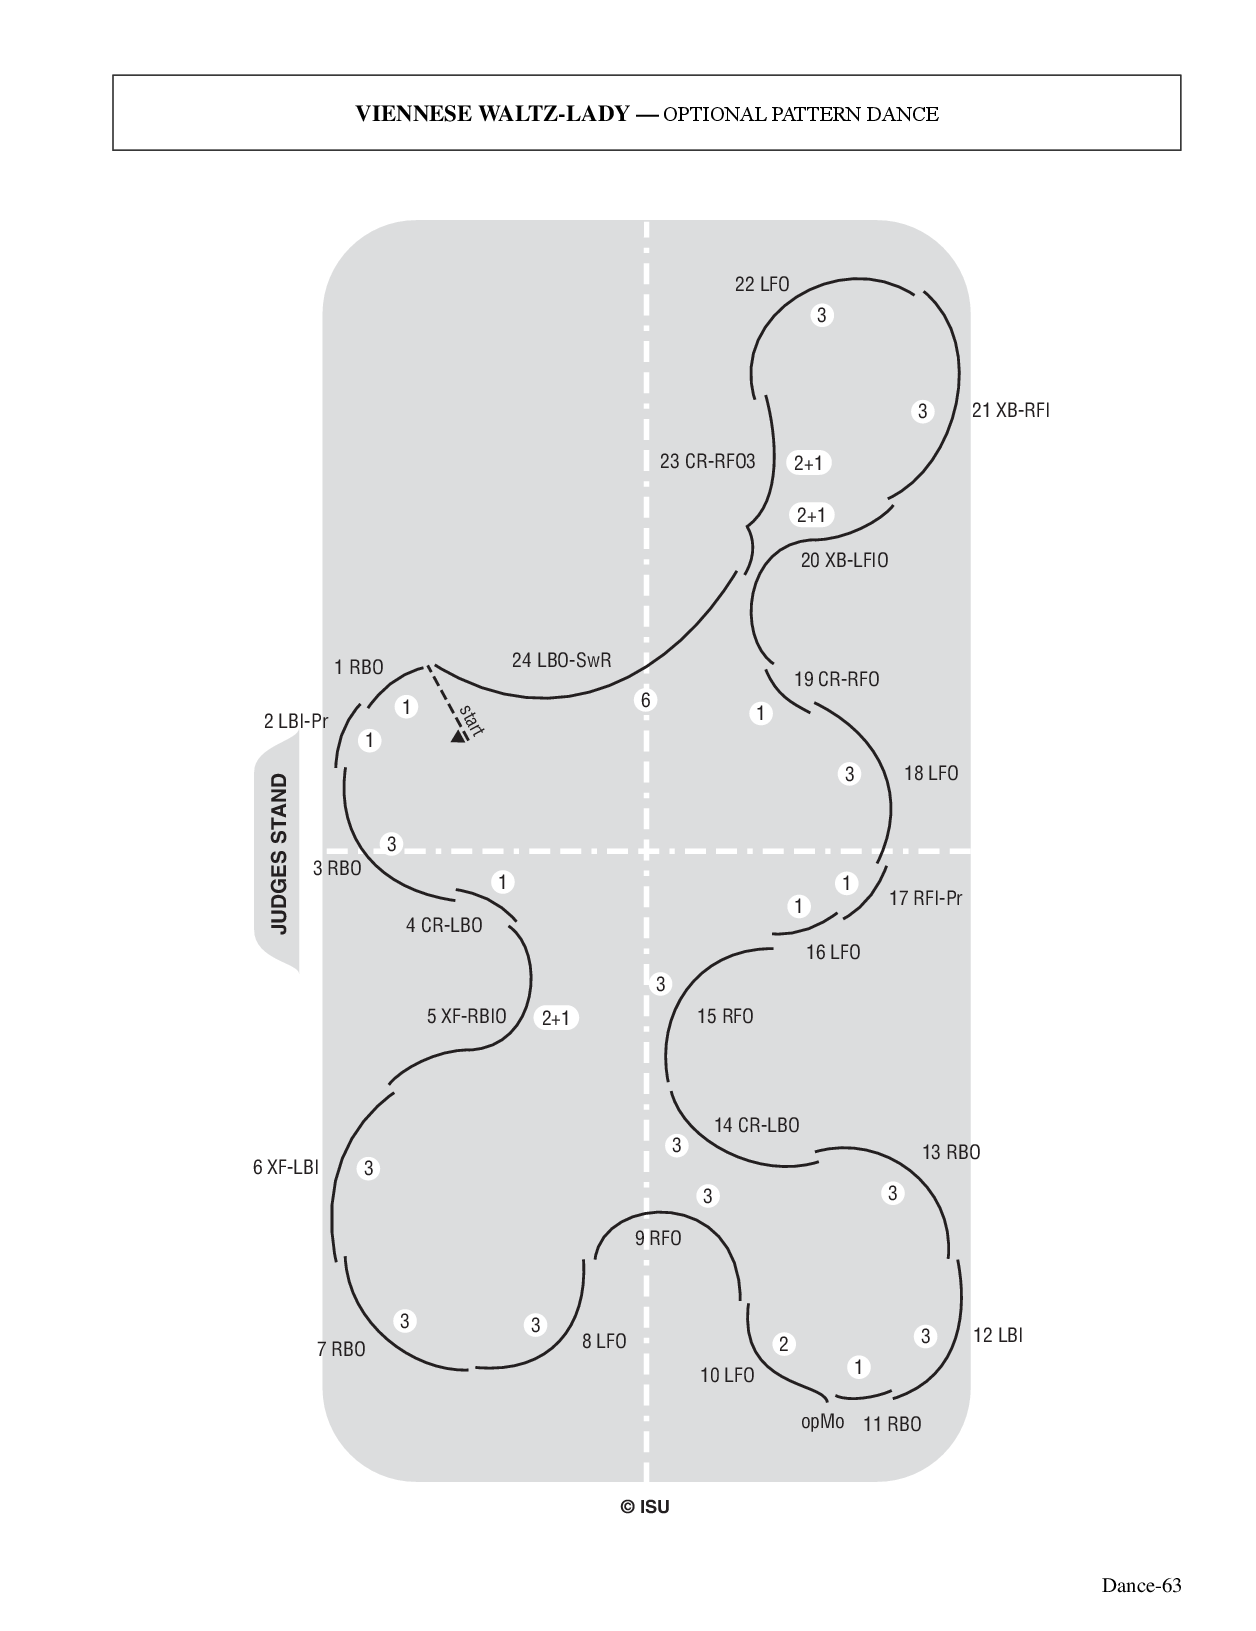 VIENNESE WALTZ-LADY — OPTIONAL PATTERN DANCE
22 LFO
3
3
21 XB-RFI
23 CR-RFO3
2+1
2+1
20 XB-LFIO
24 LBO-SwR
6
1 RBO
1
start
2 LBI-Pr
1
19 CR-RFO
1
3
18 LFO
JUDGES STAND
3
3 RBO
1
4 CR-LBO
1
17 RFI-Pr
1
16 LFO
3
15 RFO
5 XF-RBIO
2+1
14 CR-LBO
3
13 RBO
3
6 XF-LBI
3
3
9 RFO
3
7 RBO
3
8 LFO
2
10 LFO
3
12 LBI
1
opMo
11 RBO
© ISU
Dance-63